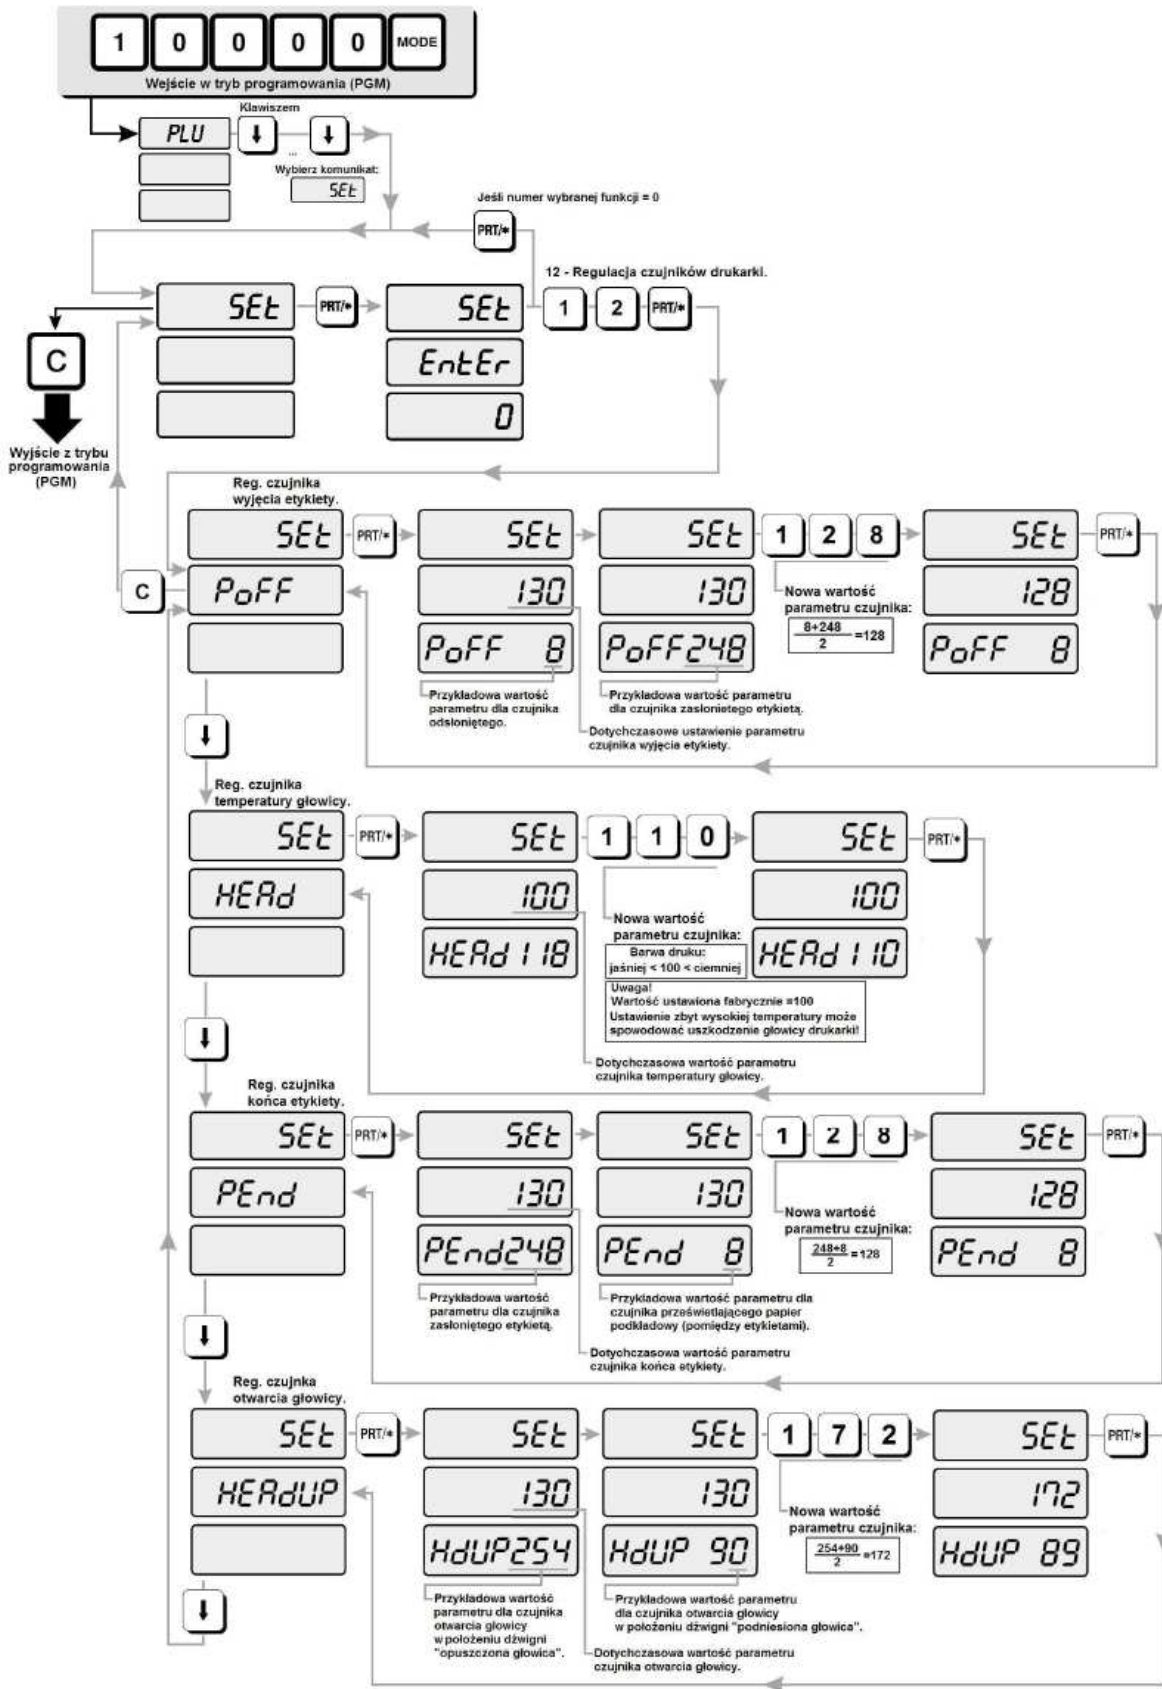 1 0 0 0 0 MODE
Wejście w tryb programowania (PGM)
Klawiszem
PLU
...
Wybierz komunikat:
SEt
Jeśli numer wybranej funkcji = 0
PRT/*
12 - Regulacja czujników drukarki.
SEt PRT/* SEt 1 2 PRT/*
C
EntEr
0
Wyjście z trybu
programowania
(PGM)
Reg. czujnika
wyjęcia etykiety.
SEt PRT/* SEt SEt 1 2 8 SEt PRT/*
C
PoFF 130 130 128
Nowa wartość
parametru czujnika:
8+248
2
=128
PoFF 8 PoFF248 PoFF 8
Przykładowa wartość
parametru dla czujnika
odsłoniętego.
Przykładowa wartość parametru
dla czujnika zasłonietego etykietą.
Dotychczasowe ustawienie parametru
czujnika wyjęcia etykiety.
Reg. czujnika
temperatury głowicy.
SEt PRT/* SEt 1 1 0 SEt PRT/*
HEAd 100 100
HEAd 118 HEAd 110
Nowa wartość
parametru czujnika:
Barwa druku:
jaśniej < 100 < ciemniej
Uwaga!
Wartość ustawiona fabrycznie =100
Ustawienie zbyt wysokiej temperatury może
spowodować uszkodzenie głowicy drukarki!
Dotychczasowa wartość parametru
czujnika temperatury głowicy.
Reg. czujnika
końca etykiety.
SEt PRT/* SEt SEt 1 2 8 SEt PRT/*
PEnd 130 130 128
Nowa wartość
parametru czujnika:
248+8
2
=128
PEnd248 PEnd 8 PEnd 8
Przykładowa wartość
parametru dla czujnika
zasłoniętego etykietą.
Przykładowa wartość parametru dla
czujnika prześwietlającego papier
podkładowy (pomiędzy etykietami).
Dotychczasowa wartość parametru
czujnika końca etykiety.
Reg. czujnka
otwarcia głowicy.
SEt PRT/* SEt SEt 1 7 2 SEt PRT/*
HEAdUP 130 130 172
Nowa wartość
parametru czujnika:
254+90
2
=172
HdUP254 HdUP 90 HdUP 89
Przykładowa wartość
parametru dla czujnika
otwarcia głowicy
w położeniu dźwigni
"opuszczona głowica".
Przykładowa wartość parametru
dla czujnika otwarcia głowicy
w położeniu dźwigni "podniesiona głowica".
Dotychczasowa wartość parametru
czujnika otwarcia głowicy.